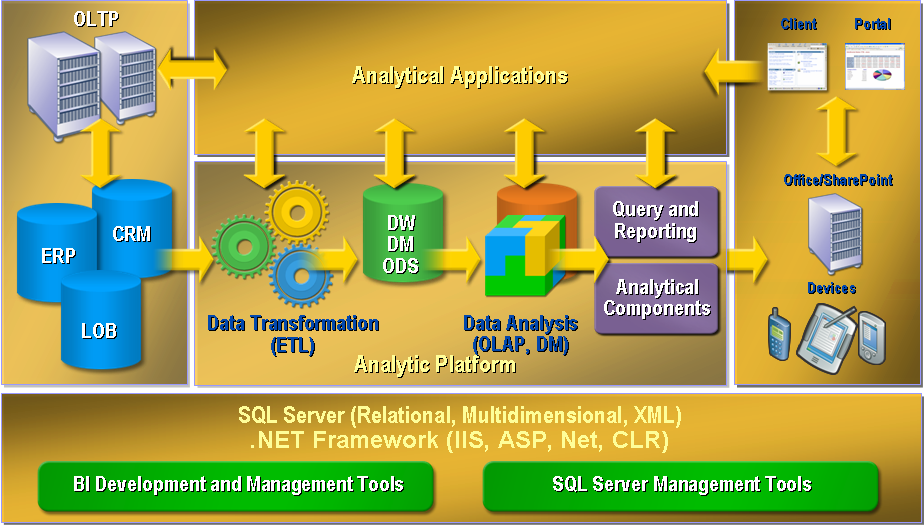 OLTP
ERP
CRM
LOB
Analytical Applications
Data Transformation
(ETL)
DW
DM
ODS
Data Analysis
(OLAP, DM)
Query and
Reporting
Analytical
Components
Analytic Platform
Client
Portal
Office/SharePoint
Devices
SQL Server (Relational, Multidimensional, XML)
.NET Framework (IIS, ASP, Net, CLR)
BI Development and Management Tools
SQL Server Management Tools